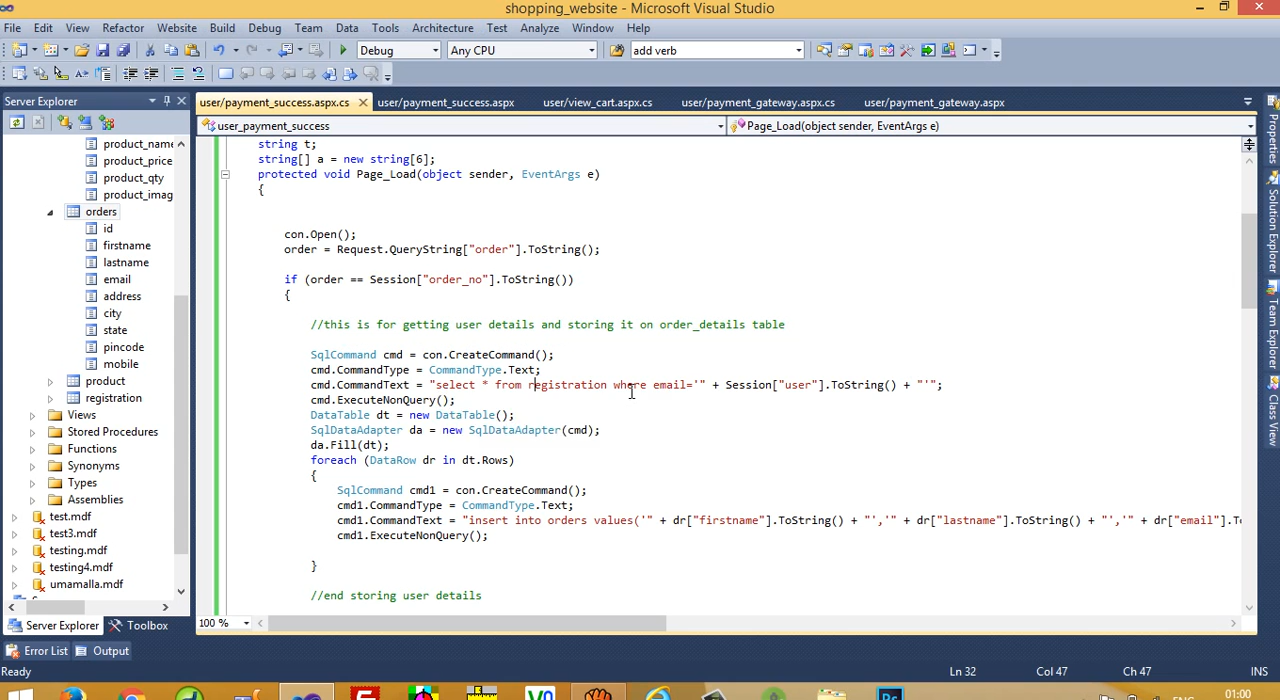 shopping_website - Microsoft Visual Studio
File Edit View Refactor Website Build Debug Team Data Tools Architecture Test Analyze Window Help
Debug Any CPU add verb
Server Explorer
user/payment_success.aspx.cs user/payment_success.aspx user/view_cart.aspx.cs user/payment_gateway.aspx.cs user/payment_gateway.aspx
user_payment_success Page_Load(object sender, EventArgs e)
product_name
product_price
product_qty
product_imag
orders
id
firstname
lastname
email
address
city
state
pincode
mobile
product
registration
Views
Stored Procedures
Functions
Synonyms
Types
Assemblies
test.mdf
test3.mdf
testing.mdf
testing4.mdf
umamalla.mdf
Server Explorer Toolbox
string t;
string[] a = new string[6];
protected void Page_Load(object sender, EventArgs e)
{
con.Open();
order = Request.QueryString["order"].ToString();
if (order == Session["order_no"].ToString())
{
//this is for getting user details and storing it on order_details table
SqlCommand cmd = con.CreateCommand();
cmd.CommandType = CommandType.Text;
cmd.CommandText = "select * from registration where email='" + Session["user"].ToString() + "'";
cmd.ExecuteNonQuery();
DataTable dt = new DataTable();
SqlDataAdapter da = new SqlDataAdapter(cmd);
da.Fill(dt);
foreach (DataRow dr in dt.Rows)
{
SqlCommand cmd1 = con.CreateCommand();
cmd1.CommandType = CommandType.Text;
cmd1.CommandText = "insert into orders values('" + dr["firstname"].ToString() + "','" + dr["lastname"].ToString() + "','" + dr["email"].T
cmd1.ExecuteNonQuery();
}
//end storing user details
100 %
Properties
Solution Explorer
Team Explorer
Class View
Error List Output
Ready Ln 32 Col 47 Ch 47 INS
01:00